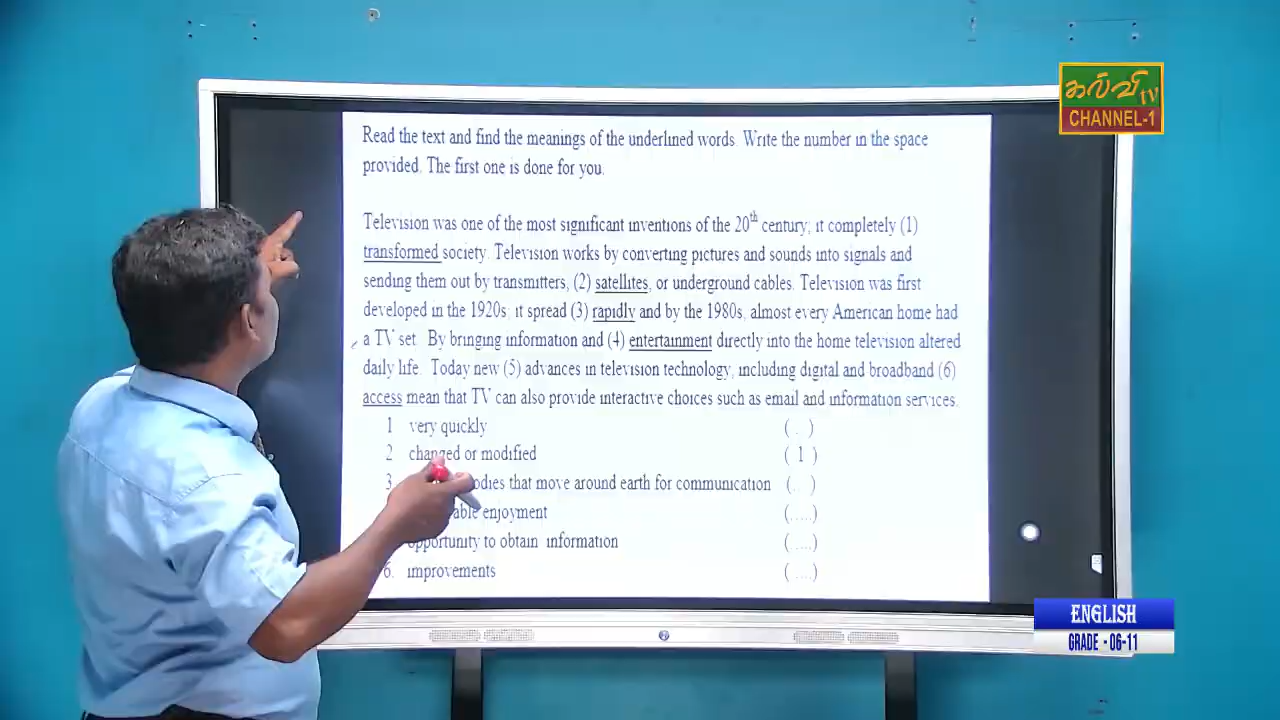 கல்வி TV
CHANNEL-1
Read the text and find the meanings of the underlined words. Write the number in the space
provided. The first one is done for you.
Television was one of the most significant inventions of the 20th century; it completely (1)
transformed society. Television works by converting pictures and sounds into signals and
sending them out by transmitters, (2) satellites, or underground cables. Television was first
developed in the 1920s; it spread (3) rapidly and by the 1980s, almost every American home had
a TV set. By bringing information and (4) entertainment directly into the home television altered
daily life. Today new (5) advances in television technology, including digital and broadband (6)
access mean that TV can also provide interactive choices such as email and information services.
1 very quickly (. )
2 changed or modified ( 1 )
3. that move around earth for communication (. )
enjoyment (....)
opportunity to obtain information (....)
6. improvements (....)
ENGLISH
GRADE - 06-11